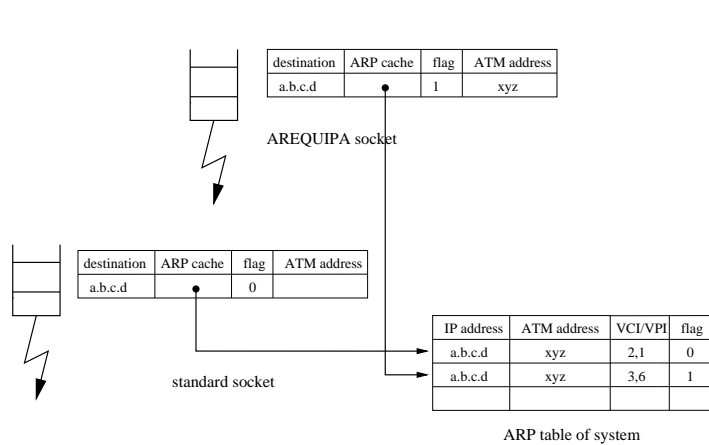 destination ARP cache flag ATM address
a.b.c.d 1 xyz
AREQUIPA socket
destination ARP cache flag ATM address
a.b.c.d 0
standard socket
IP address ATM address VCI/VPI flag
a.b.c.d xyz 2,1 0
a.b.c.d xyz 3,6 1
ARP table of system